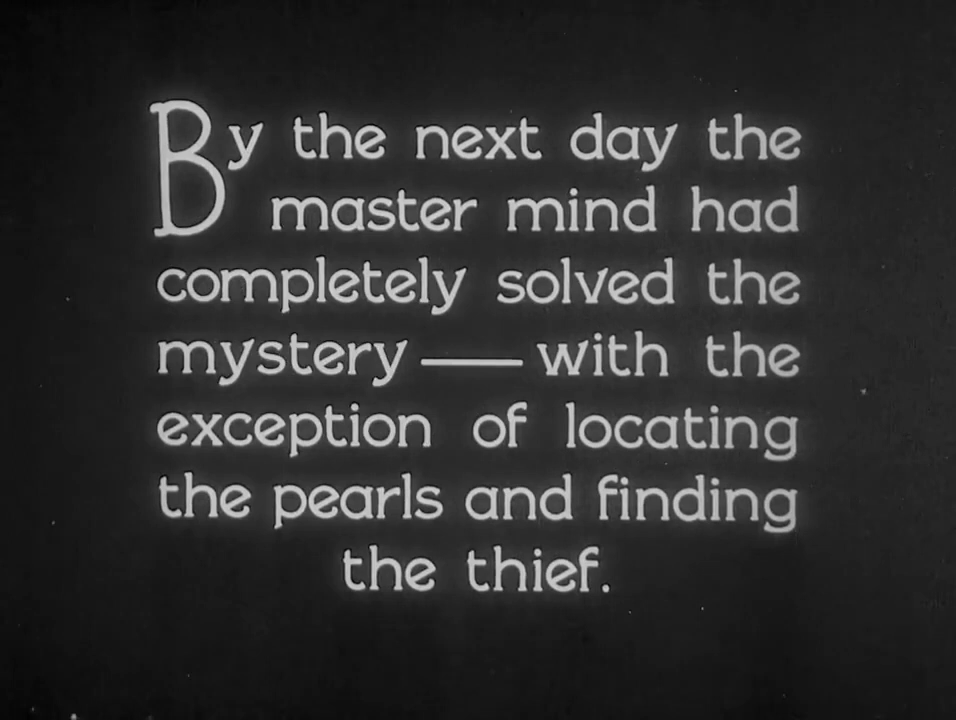 By the next day the
master mind had
completely solved the
mystery — with the
exception of locating
the pearls and finding
the thief.